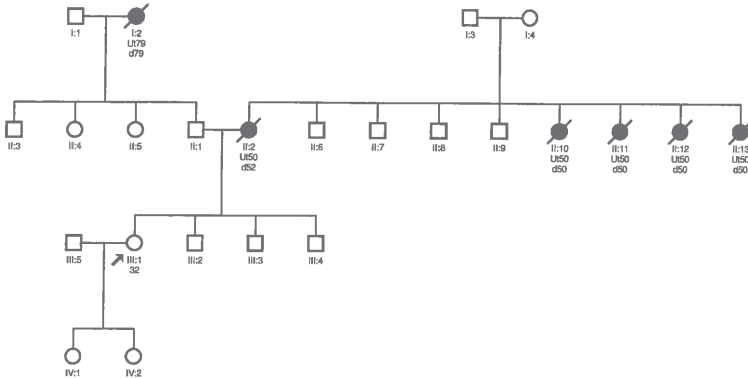 I:1
I:2
Ut79
d79
I:3
I:4
II:3
II:4
II:5
II:1
II:2
Ut50
d52
II:6
II:7
II:8
II:9
II:10
Ut50
d50
II:11
Ut50
d50
II:12
Ut50
d50
II:13
Ut50
d50
III:5
III:1
32
III:2
III:3
III:4
IV:1
IV:2